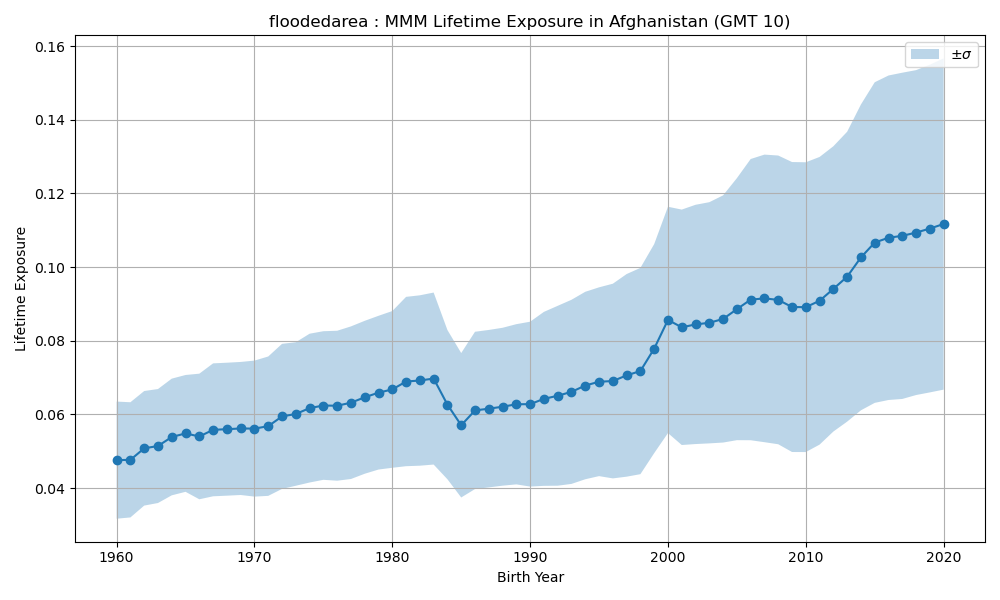 floodedarea : MMM Lifetime Exposure in Afghanistan (GMT 10)
±σ
Lifetime Exposure
0.16
0.14
0.12
0.10
0.08
0.06
0.04
1960 1970 1980 1990 2000 2010 2020
Birth Year